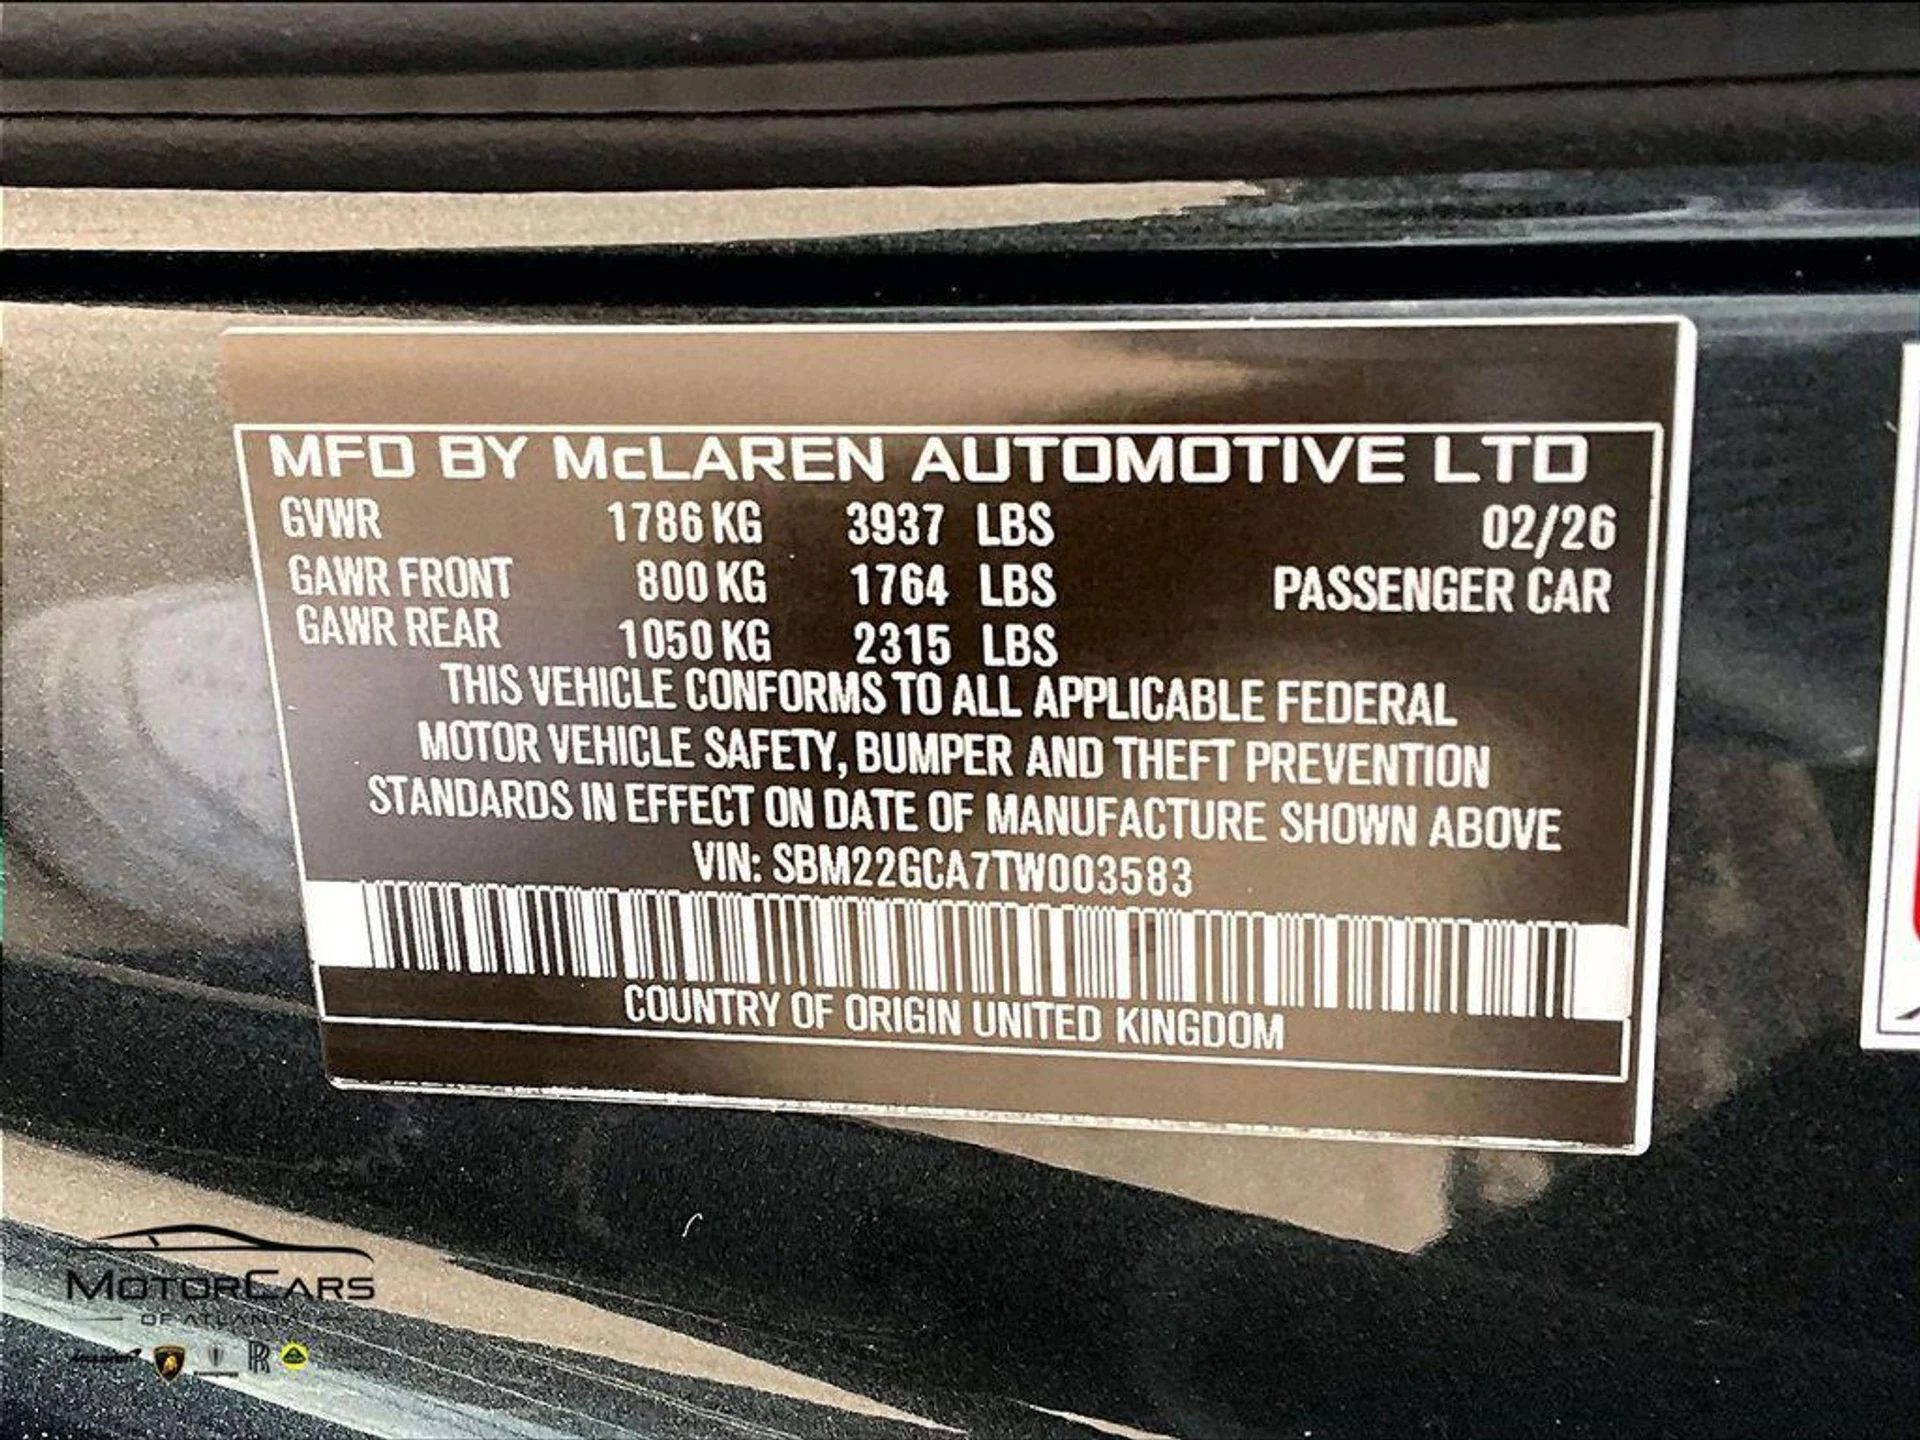 MFD BY McLAREN AUTOMOTIVE LTD
GVWR 1786 KG 3937 LBS 02/26
GAWR FRONT 800 KG 1764 LBS PASSENGER CAR
GAWR REAR 1050 KG 2315 LBS
THIS VEHICLE CONFORMS TO ALL APPLICABLE FEDERAL
MOTOR VEHICLE SAFETY, BUMPER AND THEFT PREVENTION
STANDARDS IN EFFECT ON DATE OF MANUFACTURE SHOWN ABOVE
VIN: SBM22GCA7TW003583
COUNTRY OF ORIGIN UNITED KINGDOM
MOTORCARS
OF ATLANTA
McLaren